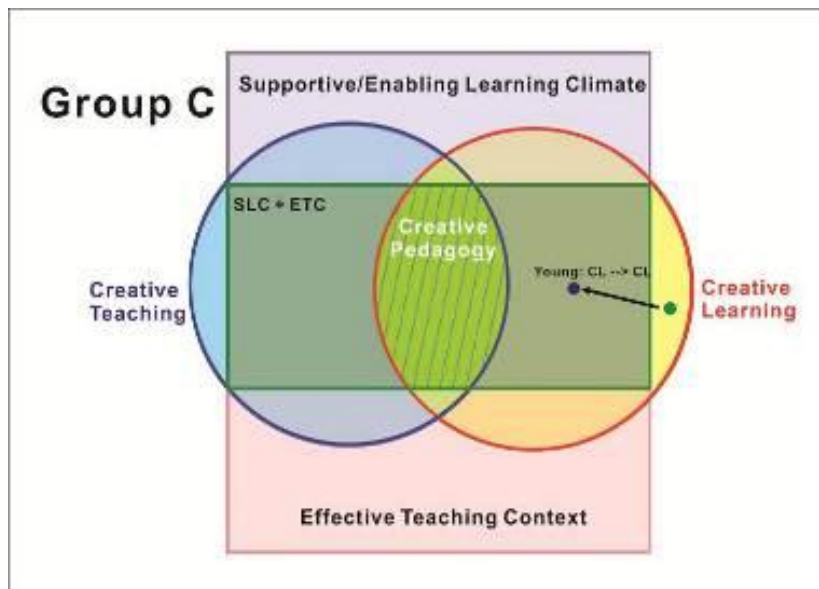 Supportive/Enabling Learning Climate
Group C
SLC + ETC
Creative
Pedagogy
Young: CL --> CL
Creative
Teaching
Creative
Learning
Effective Teaching Context